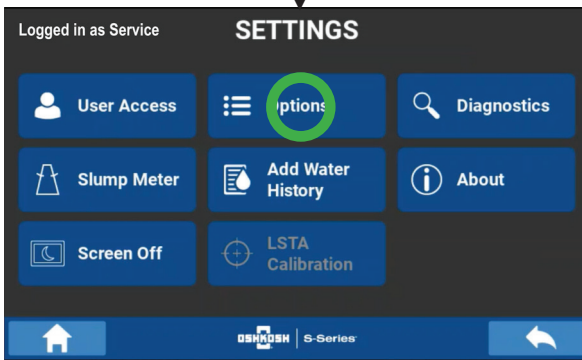 Logged in as Service
SETTINGS
User Access
Options
Diagnostics
Slump Meter
Add Water
History
About
Screen Off
LSTA
Calibration
OSHKOSH | S-Series